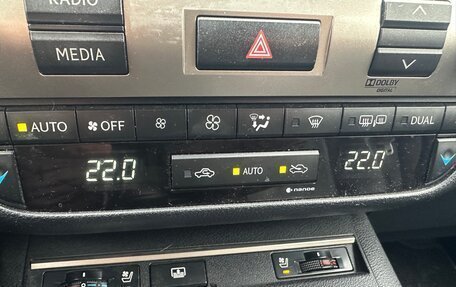 RADIO
MEDIA
DOLBY
DIGITAL
AUTO OFF DUAL
22.0 AUTO 22.0
nanoe